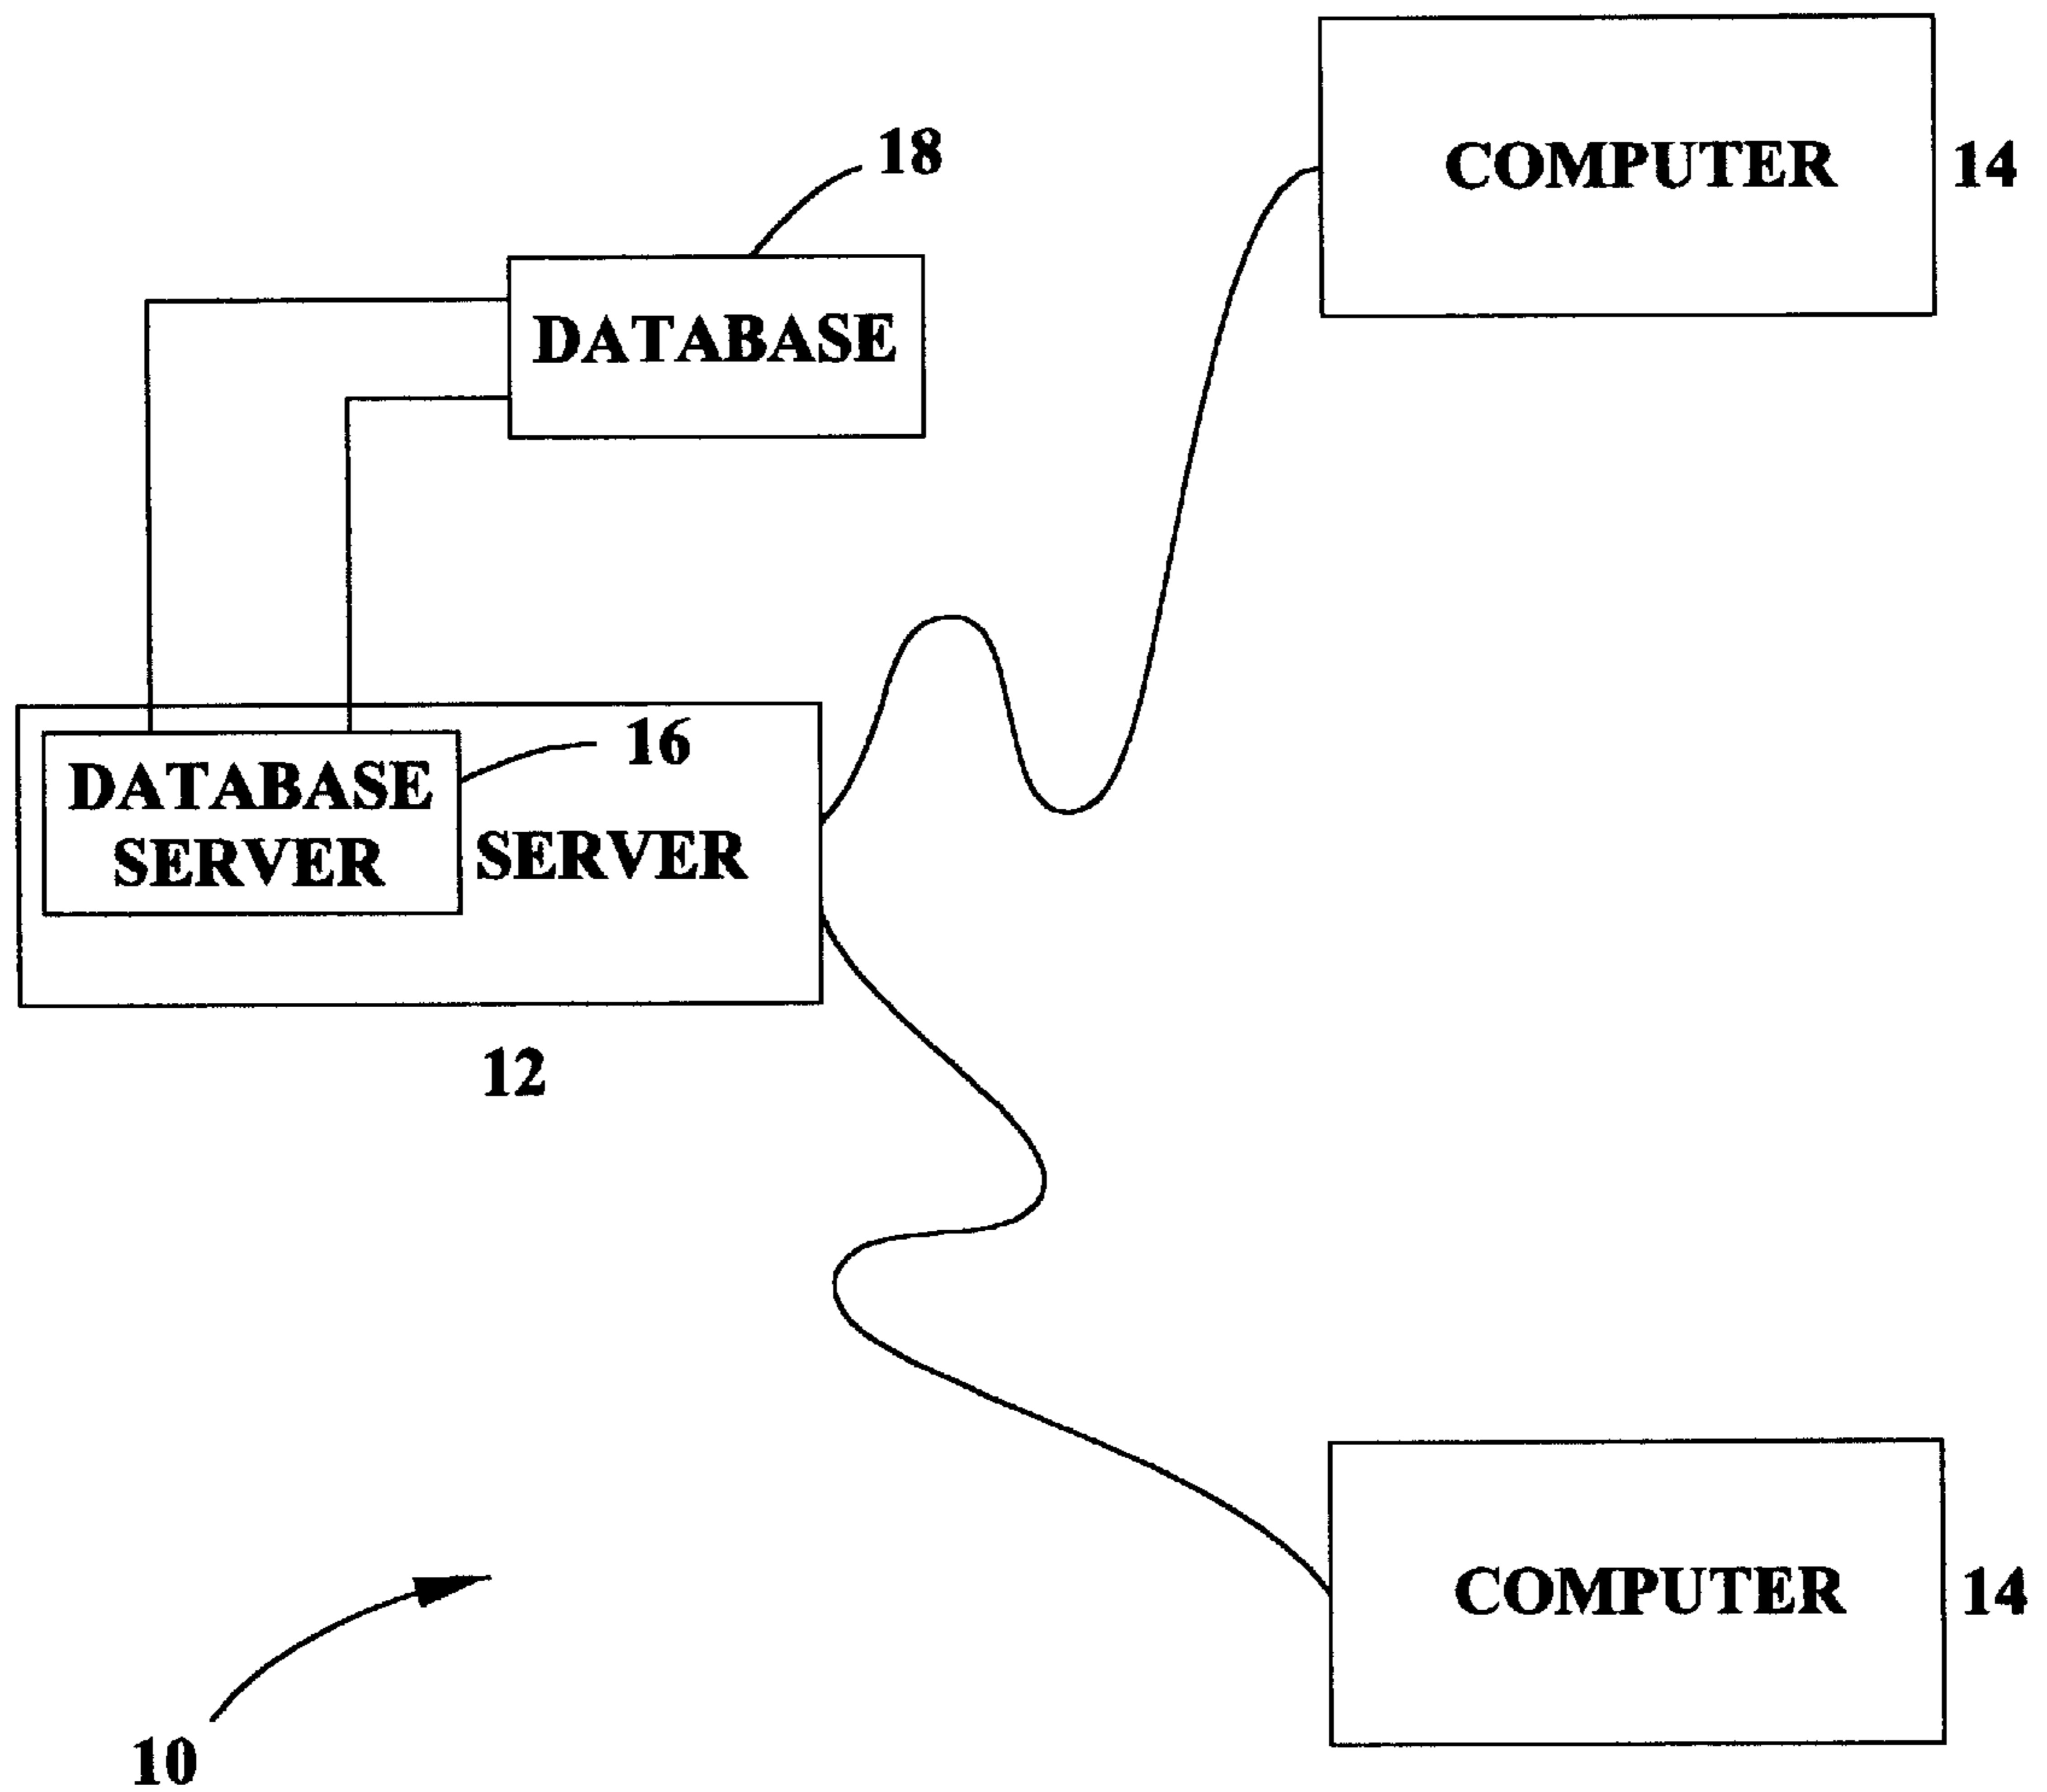 COMPUTER
14
18
DATABASE
16
DATABASE
SERVER
SERVER
12
COMPUTER
14
10